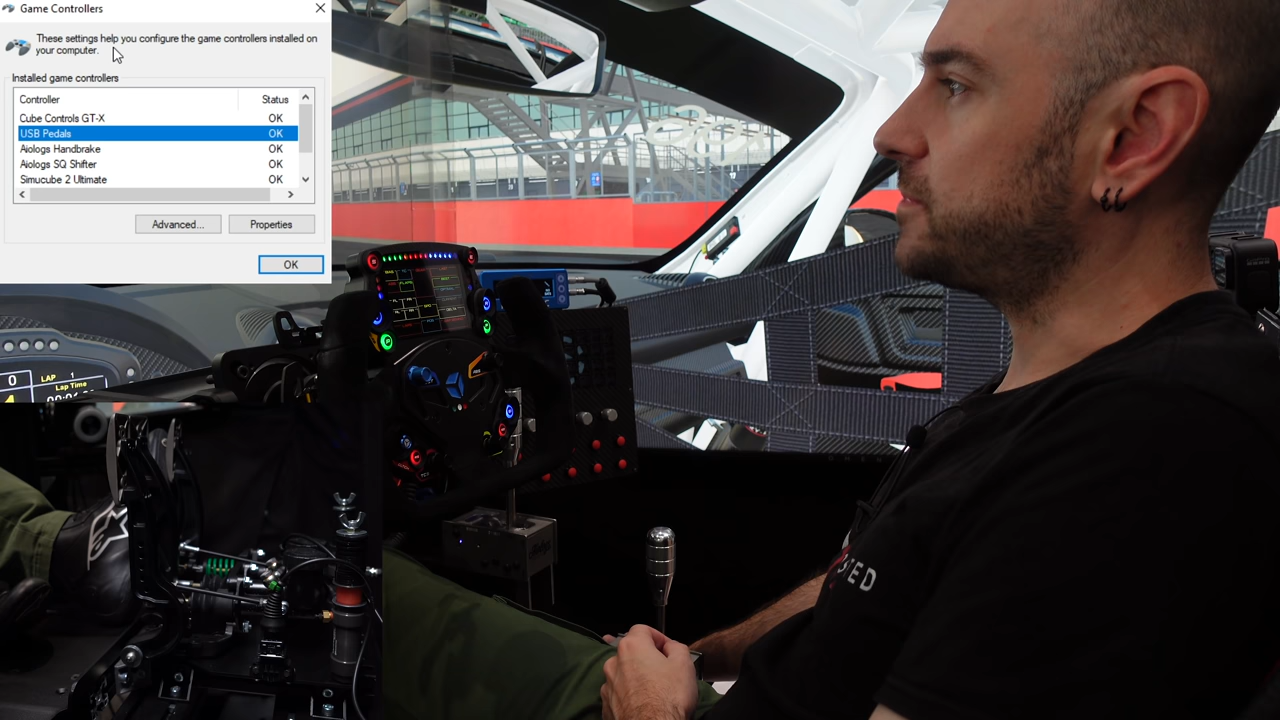 Game Controllers
These settings help you configure the game controllers installed on
your computer.
Installed game controllers
Controller Status
Cube Controls GT-X OK
USB Pedals OK
Aiologs Handbrake OK
Aiologs SQ Shifter OK
Simucube 2 Ultimate OK
Advanced... Properties
OK
0
LAP 1
Lap Time